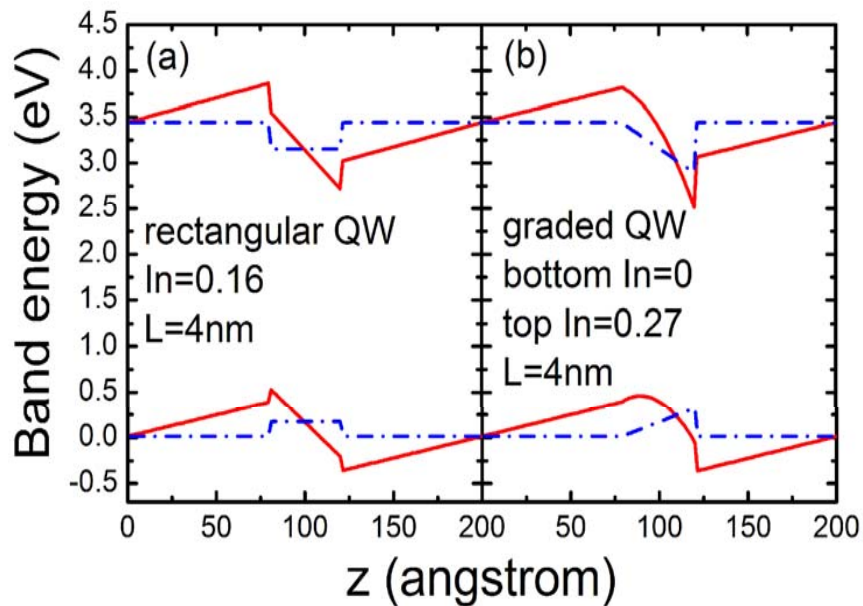 4.5
4.0
3.5
3.0
2.5
2.0
1.5
1.0
0.5
0.0
-0.5
Band energy (eV)
(a)
rectangular QW
In=0.16
L=4nm
(b)
graded QW
bottom In=0
top In=0.27
L=4nm
0 50 100 150 200 50 100 150 200
z (angstrom)